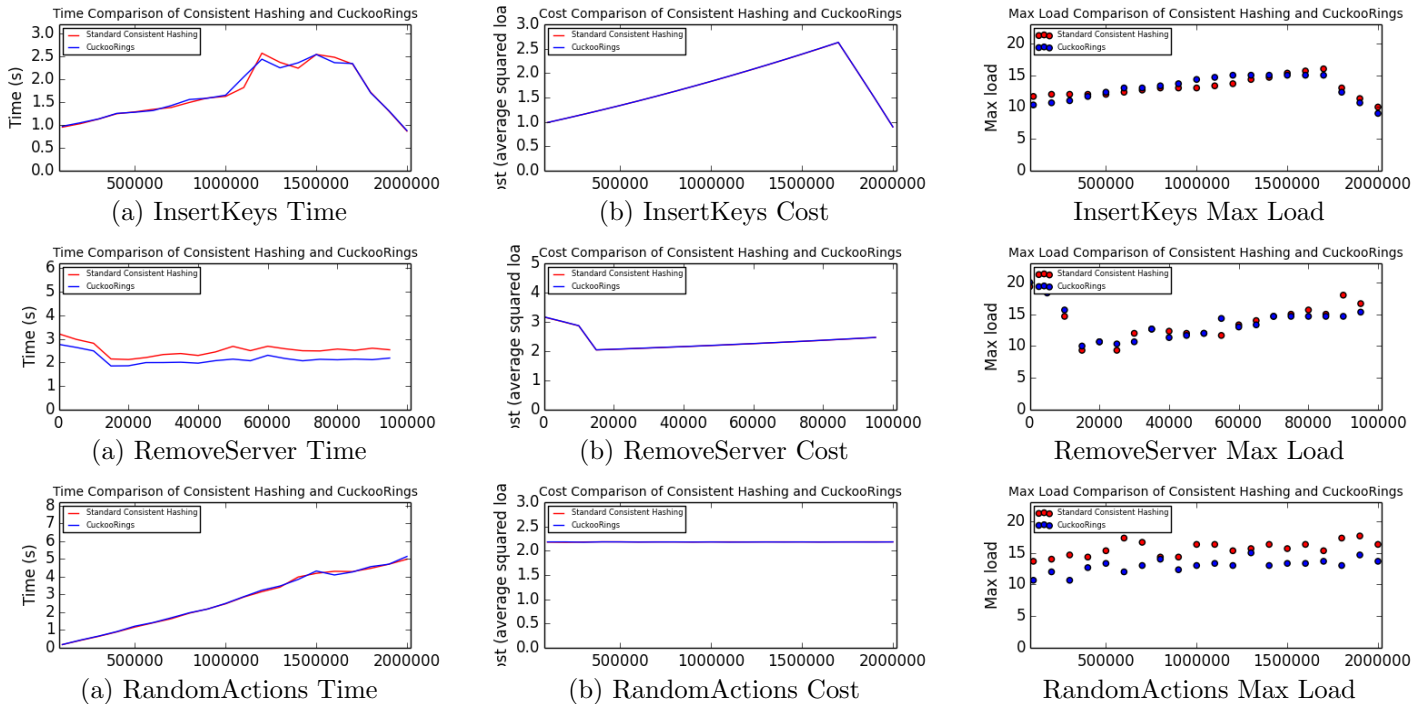 Time Comparison of Consistent Hashing and CuckooRings
Standard Consistent Hashing
CuckooRings
Time (s)
3.0
2.5
2.0
1.5
1.0
0.5
0.0
500000 1000000 1500000 2000000
(a) InsertKeys Time
Cost Comparison of Consistent Hashing and CuckooRings
Standard Consistent Hashing
CuckooRings
ost (average squared loa
3.0
2.5
2.0
1.5
1.0
0.5
0.0
500000 1000000 1500000 2000000
(b) InsertKeys Cost
Max Load Comparison of Consistent Hashing and CuckooRings
Standard Consistent Hashing
CuckooRings
Max load
20
15
10
5
0
500000 1000000 1500000 2000000
InsertKeys Max Load
Time Comparison of Consistent Hashing and CuckooRings
Standard Consistent Hashing
CuckooRings
Time (s)
6
5
4
3
2
1
0
0 20000 40000 60000 80000 100000
(a) RemoveServer Time
Cost Comparison of Consistent Hashing and CuckooRings
Standard Consistent Hashing
CuckooRings
ost (average squared loa
5
4
3
2
1
0
0 20000 40000 60000 80000 100000
(b) RemoveServer Cost
Max Load Comparison of Consistent Hashing and CuckooRings
Standard Consistent Hashing
CuckooRings
Max load
20
15
10
5
0
0 20000 40000 60000 80000 100000
RemoveServer Max Load
Time Comparison of Consistent Hashing and CuckooRings
Standard Consistent Hashing
CuckooRings
Time (s)
8
7
6
5
4
3
2
1
0
500000 1000000 1500000 2000000
(a) RandomActions Time
Cost Comparison of Consistent Hashing and CuckooRings
Standard Consistent Hashing
CuckooRings
ost (average squared loa
3.0
2.5
2.0
1.5
1.0
0.5
0.0
500000 1000000 1500000 2000000
(b) RandomActions Cost
Max Load Comparison of Consistent Hashing and CuckooRings
Standard Consistent Hashing
CuckooRings
Max load
20
15
10
5
0
500000 1000000 1500000 2000000
RandomActions Max Load